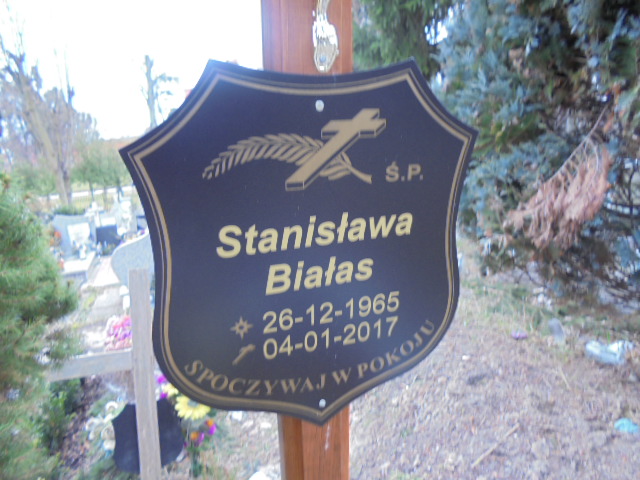 Ś.P.
Stanisława
Białas
26-12-1965
04-01-2017
SPOCZYWAJ W POKOJU